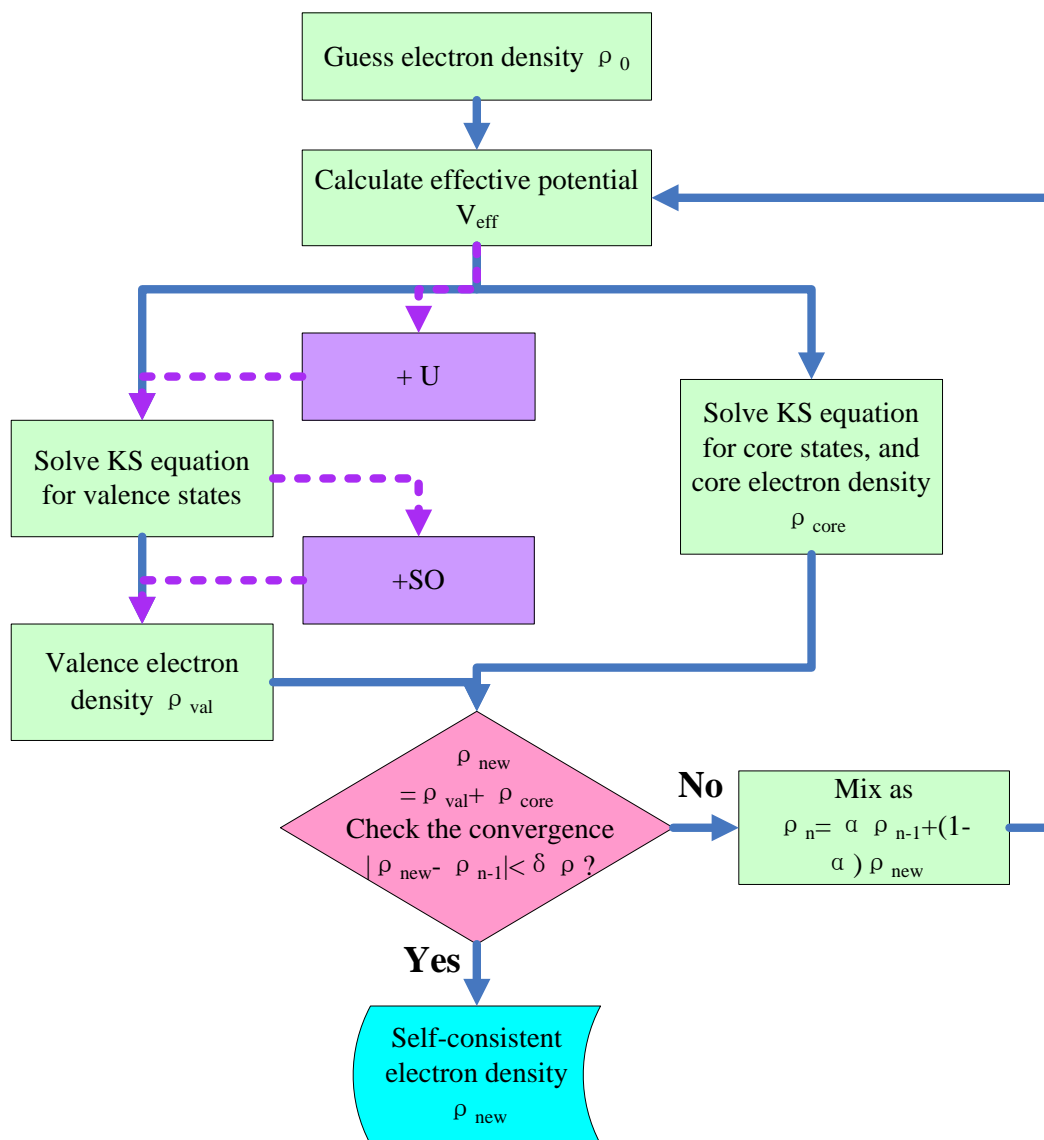 Guess electron density ρ 0
Calculate effective potential
Veff
+ U
Solve KS equation
for valence states
Solve KS equation
for core states, and
core electron density
ρ core
+SO
Valence electron
density ρ val
ρ new
= ρ val+ ρ core
Check the convergence
| ρ new- ρ n-1|< δ ρ ?
No
Mix as
ρ n= α ρ n-1+(1-
α ) ρ new
Yes
Self-consistent
electron density
ρ new